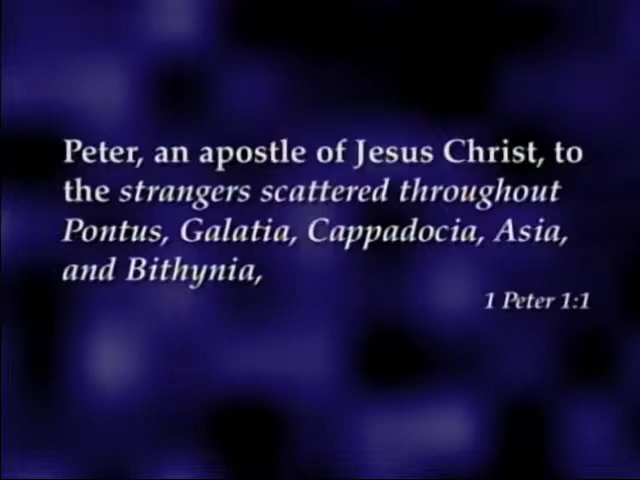 Peter, an apostle of Jesus Christ, to
the strangers scattered throughout
Pontus, Galatia, Cappadocia, Asia,
and Bithynia,
1 Peter 1:1